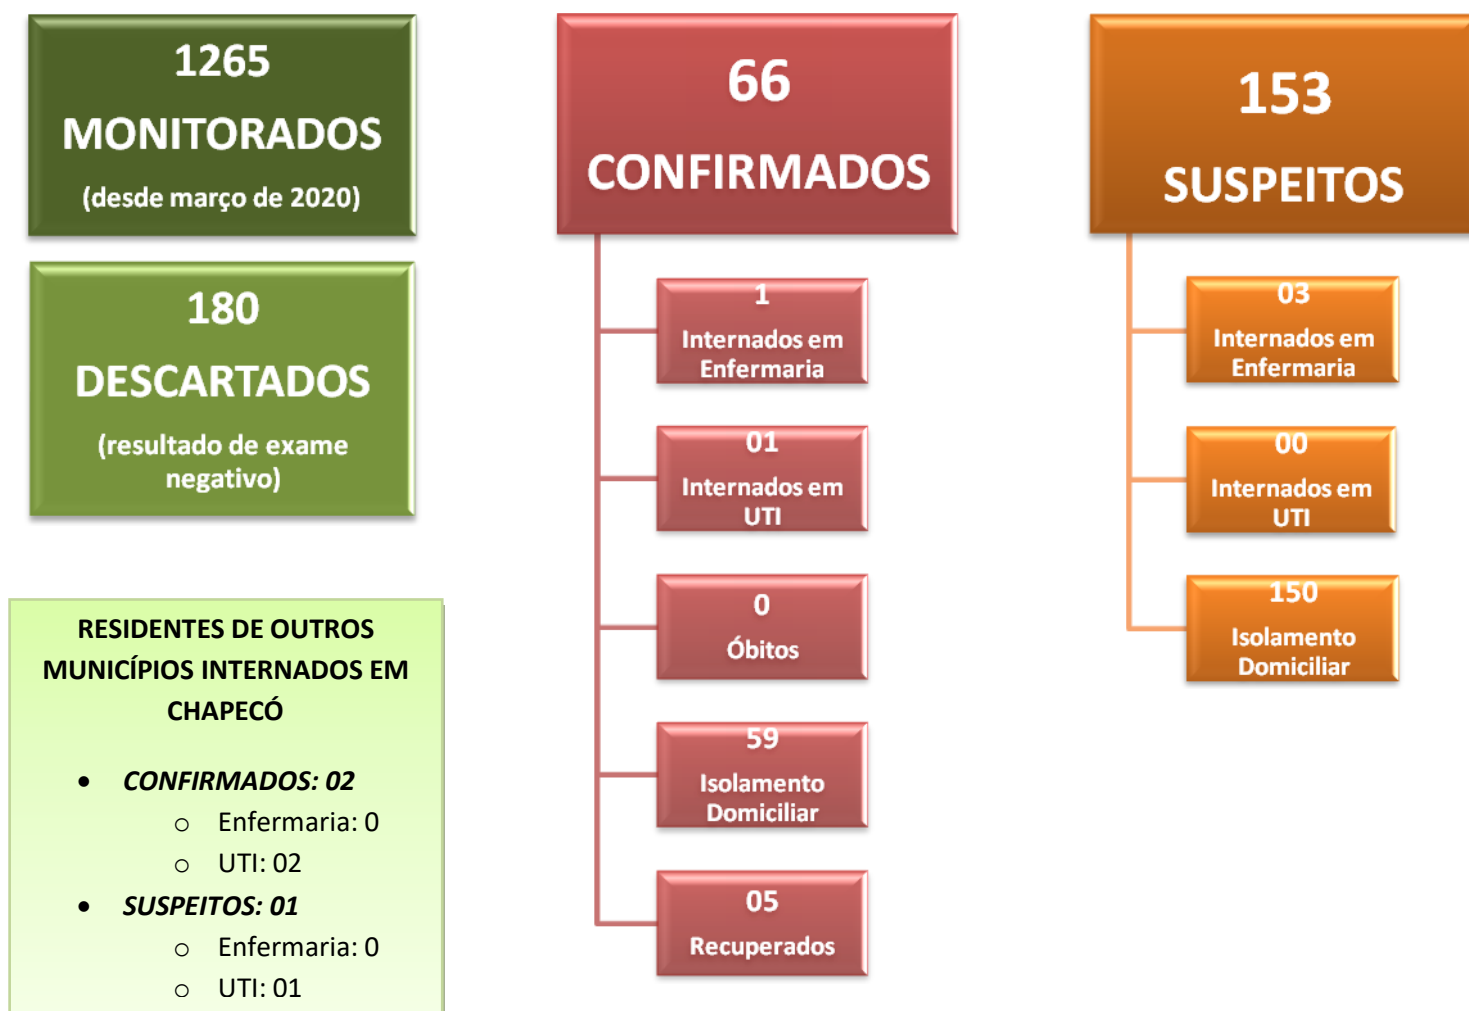 1265
MONITORADOS
(desde março de 2020)
180
DESCARTADOS
(resultado de exame
negativo)
RESIDENTES DE OUTROS
MUNICÍPIOS INTERNADOS EM
CHAPECÓ
• CONFIRMADOS: 02
o Enfermaria: 0
o UTI: 02
• SUSPEITOS: 01
o Enfermaria: 0
o UTI: 01
66
CONFIRMADOS
1
Internados em
Enfermaria
01
Internados em
UTI
0
Óbitos
59
Isolamento
Domiciliar
05
Recuperados
153
SUSPEITOS
03
Internados em
Enfermaria
00
Internados em
UTI
150
Isolamento
Domiciliar